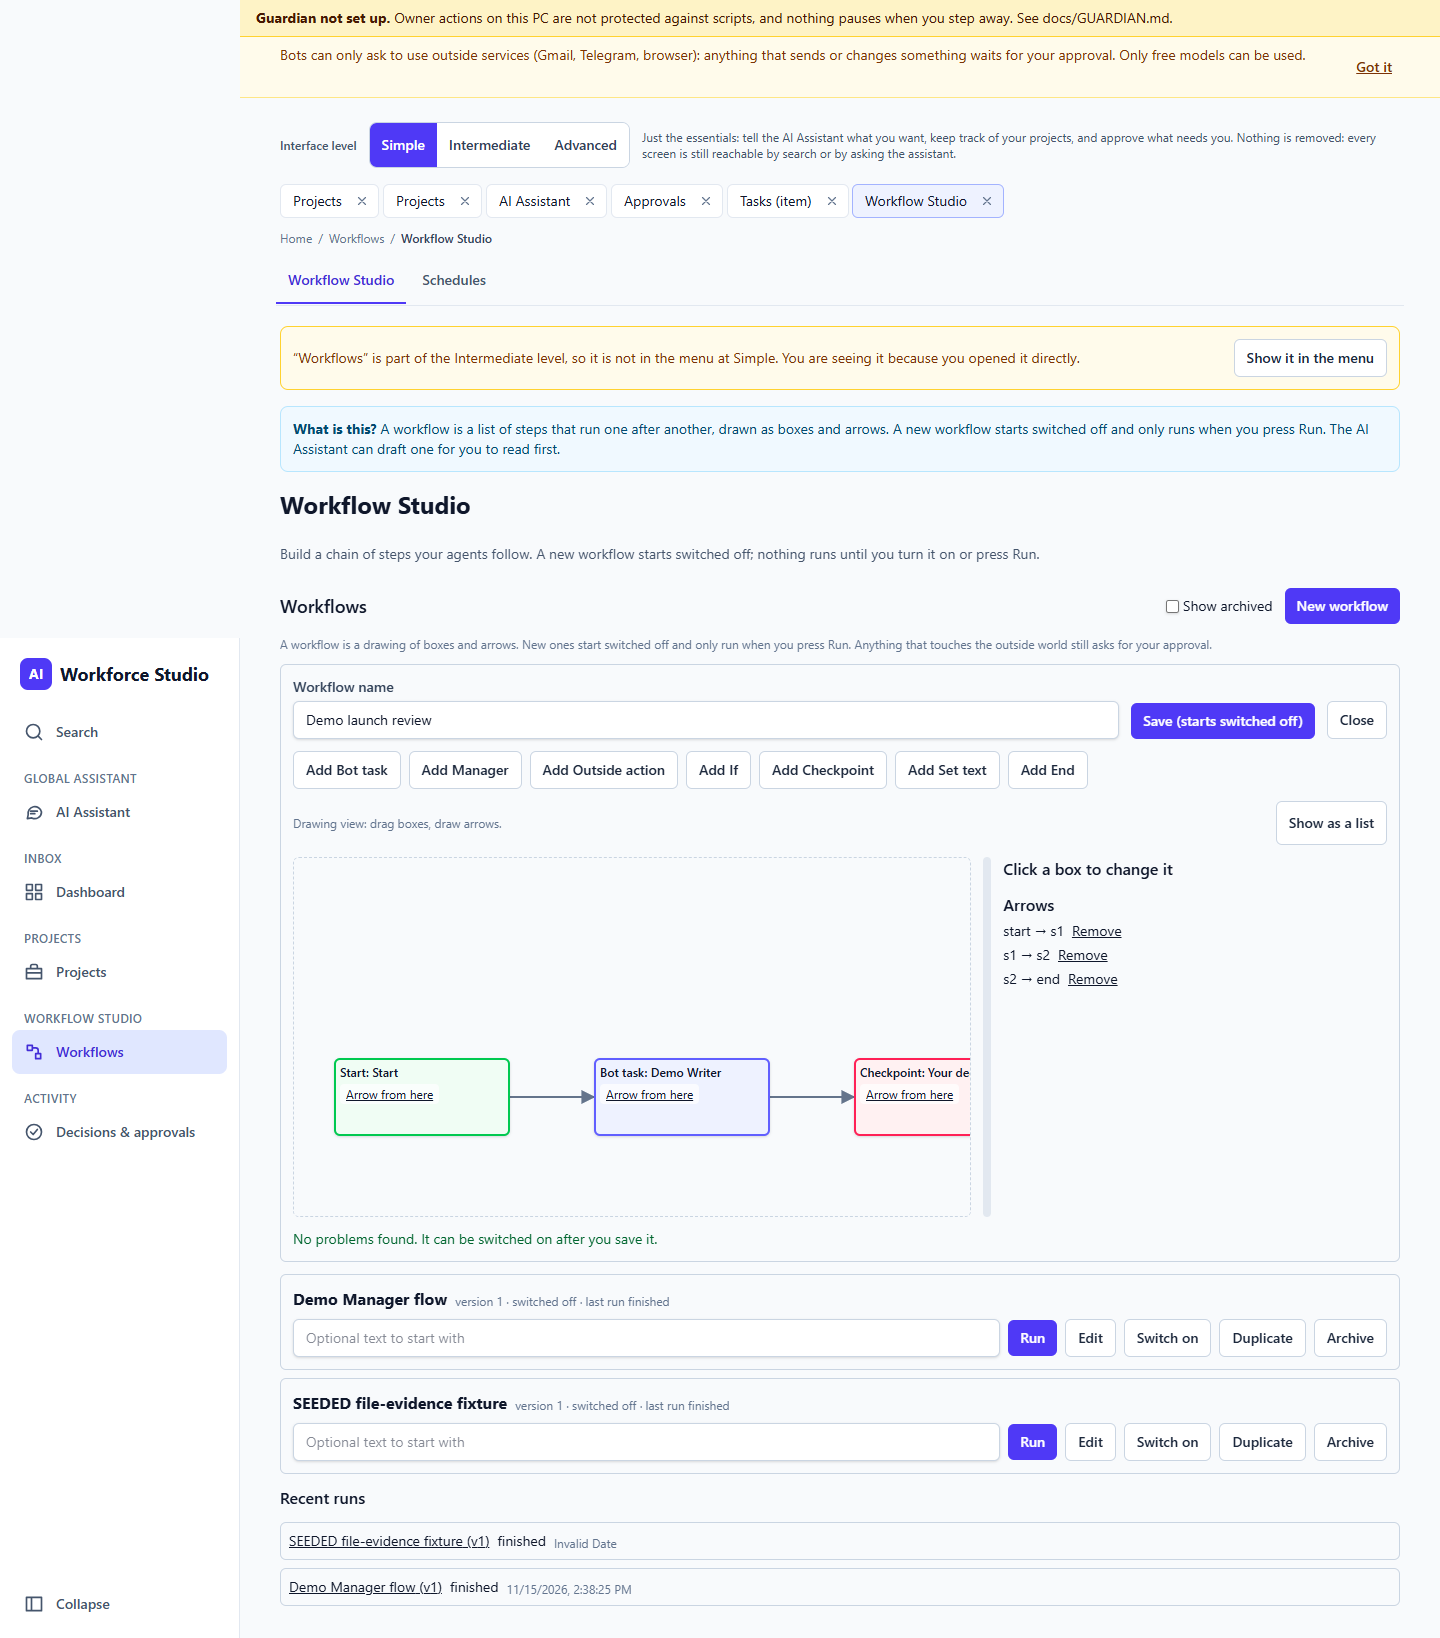 Guardian not set up. Owner actions on this PC are not protected against scripts, and nothing pauses when you step away. See docs/GUARDIAN.md.
Bots can only ask to use outside services (Gmail, Telegram, browser): anything that sends or changes something waits for your approval. Only free models can be used.
Got it
Interface level
Simple
Intermediate
Advanced
Just the essentials: tell the AI Assistant what you want, keep track of your projects, and approve what needs you. Nothing is removed: every
screen is still reachable by search or by asking the assistant.
Projects ×
Projects ×
AI Assistant ×
Approvals ×
Tasks (item) ×
Workflow Studio ×
Home / Workflows / Workflow Studio
Workflow Studio
Schedules
“Workflows” is part of the Intermediate level, so it is not in the menu at Simple. You are seeing it because you opened it directly.
Show it in the menu
What is this? A workflow is a list of steps that run one after another, drawn as boxes and arrows. A new workflow starts switched off and only runs when you press Run. The AI
Assistant can draft one for you to read first.
Workflow Studio
Build a chain of steps your agents follow. A new workflow starts switched off; nothing runs until you turn it on or press Run.
Workflows
Show archived
New workflow
A workflow is a drawing of boxes and arrows. New ones start switched off and only run when you press Run. Anything that touches the outside world still asks for your approval.
Workflow name
Demo launch review
Save (starts switched off)
Close
Add Bot task
Add Manager
Add Outside action
Add If
Add Checkpoint
Add Set text
Add End
Drawing view: drag boxes, draw arrows.
Show as a list
Start: Start
Arrow from here
Bot task: Demo Writer
Arrow from here
Checkpoint: Your de
Arrow from here
Click a box to change it
Arrows
start → s1 Remove
s1 → s2 Remove
s2 → end Remove
No problems found. It can be switched on after you save it.
Demo Manager flow version 1 · switched off · last run finished
Optional text to start with
Run
Edit
Switch on
Duplicate
Archive
SEEDED file-evidence fixture version 1 · switched off · last run finished
Optional text to start with
Run
Edit
Switch on
Duplicate
Archive
Recent runs
SEEDED file-evidence fixture (v1) finished Invalid Date
Demo Manager flow (v1) finished 11/15/2026, 2:38:25 PM
AI Workforce Studio
Search
GLOBAL ASSISTANT
AI Assistant
INBOX
Dashboard
PROJECTS
Projects
WORKFLOW STUDIO
Workflows
ACTIVITY
Decisions & approvals
Collapse